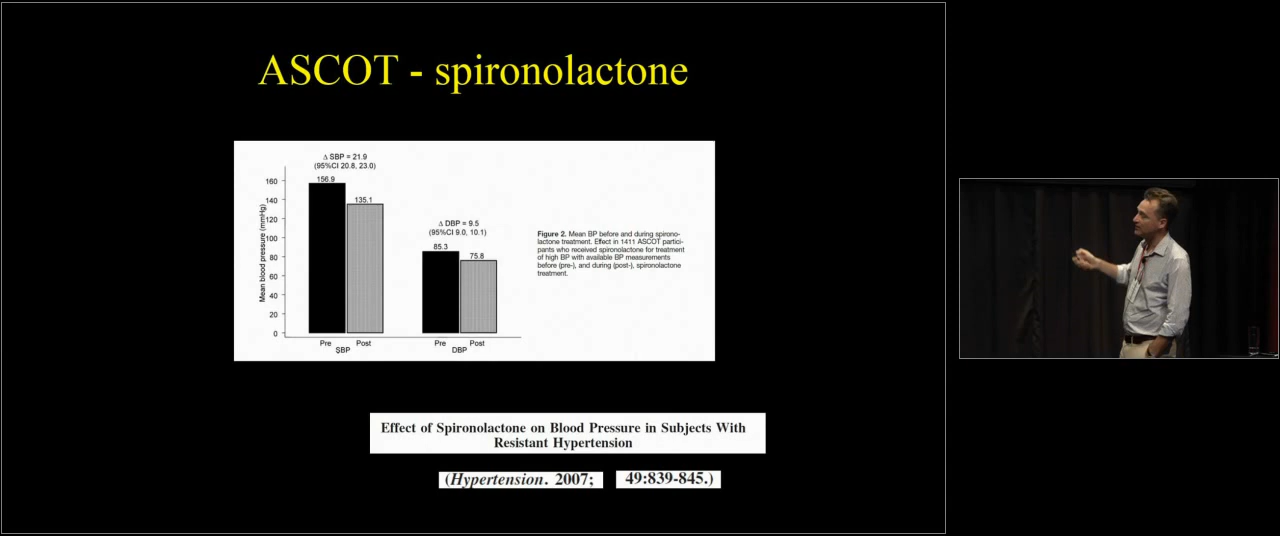 ASCOT - spironolactone
Δ SBP = 21.9
(95%CI 20.8, 23.0)
156.9
135.1
Δ DBP = 9.5
(95%CI 9.0, 10.1)
85.3
75.8
Mean blood pressure (mmHg)
160
140
120
100
80
60
40
20
0
Pre Post
SBP
Pre Post
DBP
Figure 2. Mean BP before and during spirono-
lactone treatment. Effect in 1411 ASCOT partici-
pants who received spironolactone for treatment
of high BP with available BP measurements
before (pre-), and during (post-), spironolactone
treatment.
Effect of Spironolactone on Blood Pressure in Subjects With
Resistant Hypertension
(Hypertension. 2007; 49:839-845.)